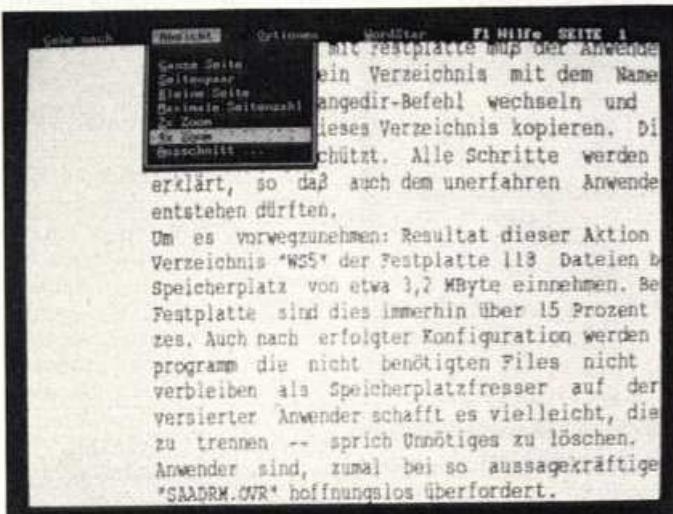 Gehe nach Ansicht Optionen WordStar F1 Hilfe SEITE 1
Ganze Seite
Seitenpaar
Kleine Seite
Maximale Seitenzahl
2x Zoom
4x Zoom
Ausschnitt ...
mit Festplatte muß der Anwende
ein Verzeichnis mit dem Name
angedir-Befehl wechseln und
ieses Verzeichnis kopieren. Di
chützt. Alle Schritte werden
erklärt, so daß auch dem unerfahren Anwende
entstehen dürften.
Um es vorwegzunehmen: Resultat dieser Aktion
Verzeichnis "WS5" der Festplatte 113 Dateien b
Speicherplatz von etwa 3,2 MByte einnehmen. Be
Festplatte sind dies immerhin über 15 Prozent
zes. Auch nach erfolgter Konfiguration werden
programm die nicht benötigten Files nicht
verbleiben als Speicherplatzfresser auf der
versierter Anwender schafft es vielleicht, die
zu trennen -- sprich Unnötiges zu löschen.
Anwender sind, zumal bei so aussagekräftige
"SAADRM.OVR" hoffnungslos überfordert.